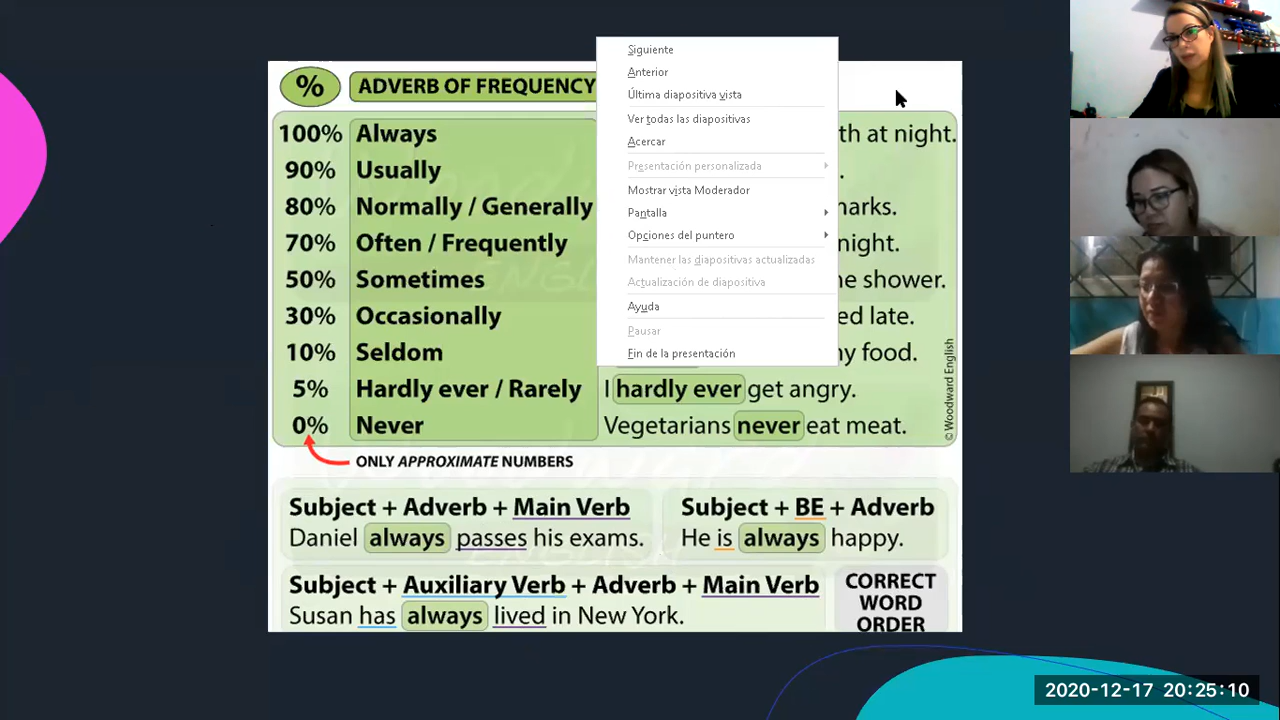 % ADVERB OF FREQUENCY
100% Always th at night.
90% Usually .
80% Normally / Generally arks.
70% Often / Frequently night.
50% Sometimes e shower.
30% Occasionally ed late.
10% Seldom y food.
5% Hardly ever / Rarely I hardly ever get angry.
0% Never Vegetarians never eat meat.
ONLY APPROXIMATE NUMBERS
© Woodward English
Siguiente
Anterior
Última diapositiva vista
Ver todas las diapositivas
Acercar
Presentación personalizada
Mostrar vista Moderador
Pantalla
Opciones del puntero
Mantener las diapositivas actualizadas
Actualización de diapositiva
Ayuda
Pausar
Fin de la presentación
Subject + Adverb + Main Verb
Daniel always passes his exams.
Subject + BE + Adverb
He is always happy.
Subject + Auxiliary Verb + Adverb + Main Verb
Susan has always lived in New York.
CORRECT
WORD
ORDER
2020-12-17 20:25:10